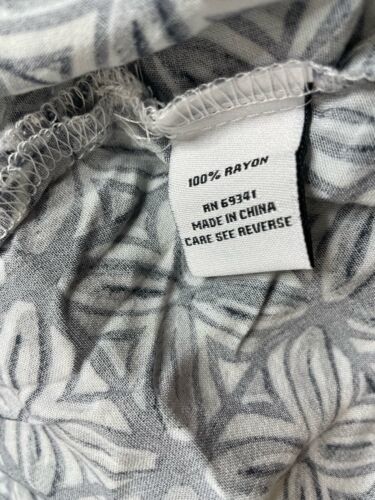 100% RAYON
RN 69341
MADE IN CHINA
CARE SEE REVERSE